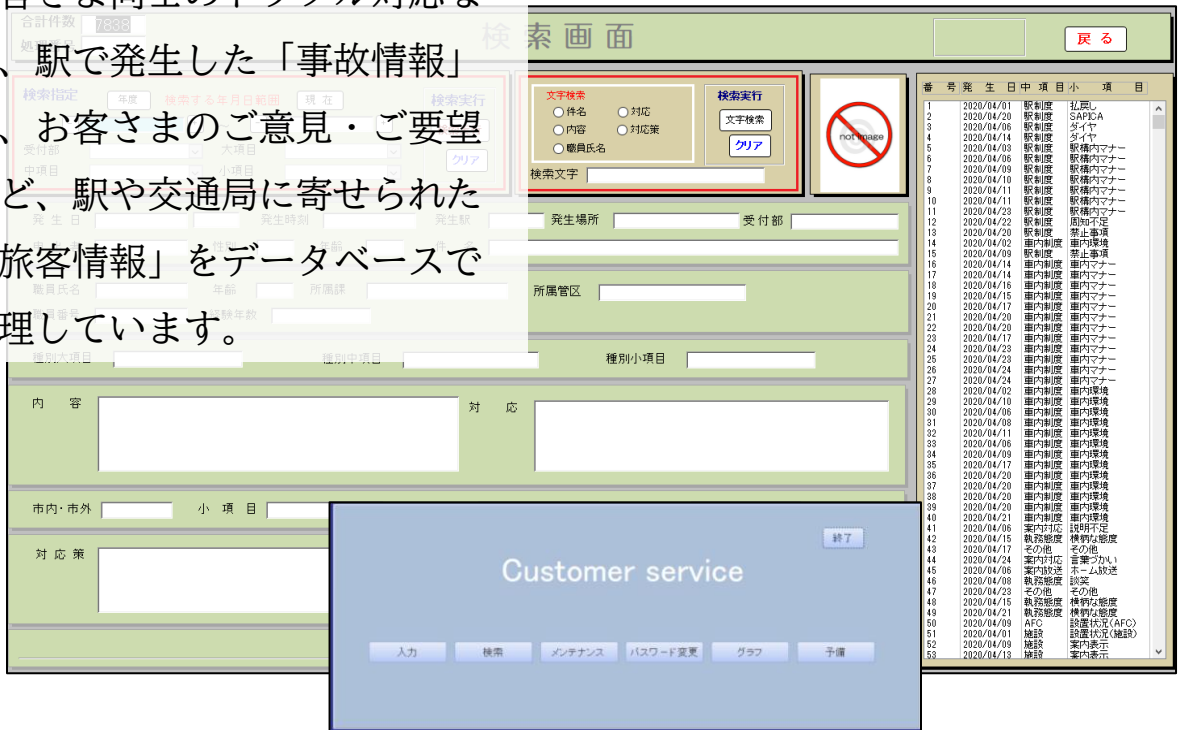 客さま同士のトラブル対応な
、駅で発生した「事故情報」
、お客さまのご意見・ご要望
ど、駅や交通局に寄せられた
旅客情報」をデータベースで
理しています。
合計件数 7838
処理番号
検索画面
戻る
検索指定 年度 検索する年月日範囲 現在 検索実行
受付部 大項目
中項目 小項目 クリア
文字検索 検索実行
件名 対応 文字検索
内容 対応策
職員氏名 クリア
検索文字
not image
発生日 発生時刻 発生駅 発生場所 受付部
性別 年齢 件名
職員氏名 年齢 所属課 所属管区
職員番号 経験年数
種別大項目 種別中項目 種別小項目
内容 対応
市内・市外 小項目
対応策
番号 発生日 中項目 小項目
1 2020/04/01 駅制度 払戻し
2 2020/04/20 駅制度 SAPICA
3 2020/04/06 駅制度 ダイヤ
4 2020/04/14 駅制度 ダイヤ
5 2020/04/03 駅制度 駅構内マナー
6 2020/04/06 駅制度 駅構内マナー
7 2020/04/09 駅制度 駅構内マナー
8 2020/04/10 駅制度 駅構内マナー
9 2020/04/11 駅制度 駅構内マナー
10 2020/04/11 駅制度 駅構内マナー
11 2020/04/23 駅制度 駅構内マナー
12 2020/04/22 駅制度 周知不足
13 2020/04/20 駅制度 禁止事項
14 2020/04/02 車内制度 車内環境
15 2020/04/09 駅制度 禁止事項
16 2020/04/14 車内制度 車内マナー
17 2020/04/14 車内制度 車内マナー
18 2020/04/16 車内制度 車内マナー
19 2020/04/15 車内制度 車内マナー
20 2020/04/17 車内制度 車内マナー
21 2020/04/20 車内制度 車内マナー
22 2020/04/20 車内制度 車内マナー
23 2020/04/17 車内制度 車内マナー
24 2020/04/23 車内制度 車内マナー
25 2020/04/23 車内制度 車内マナー
26 2020/04/24 車内制度 車内マナー
27 2020/04/24 車内制度 車内マナー
28 2020/04/02 車内制度 車内環境
29 2020/04/10 車内制度 車内環境
30 2020/04/06 車内制度 車内環境
31 2020/04/08 車内制度 車内環境
32 2020/04/11 車内制度 車内環境
33 2020/04/06 車内制度 車内環境
34 2020/04/09 車内制度 車内環境
35 2020/04/17 車内制度 車内環境
36 2020/04/20 車内制度 車内環境
37 2020/04/20 車内制度 車内環境
38 2020/04/20 車内制度 車内環境
39 2020/04/20 車内制度 車内環境
40 2020/04/21 車内制度 車内環境
41 2020/04/06 案内対応 説明不足
42 2020/04/15 執務態度 横柄な態度
43 2020/04/17 その他 その他
44 2020/04/24 案内対応 言葉づかい
45 2020/04/06 案内放送 ホーム放送
46 2020/04/08 執務態度 談笑
47 2020/04/23 その他 その他
48 2020/04/15 執務態度 横柄な態度
49 2020/04/21 執務態度 横柄な態度
50 2020/04/09 AFC 設置状況(AFC)
51 2020/04/01 施設 設置状況(施設)
52 2020/04/09 施設 案内表示
53 2020/04/13 施設 案内表示
終了
Customer service
入力 検索 メンテナンス パスワード変更 グラフ 予備